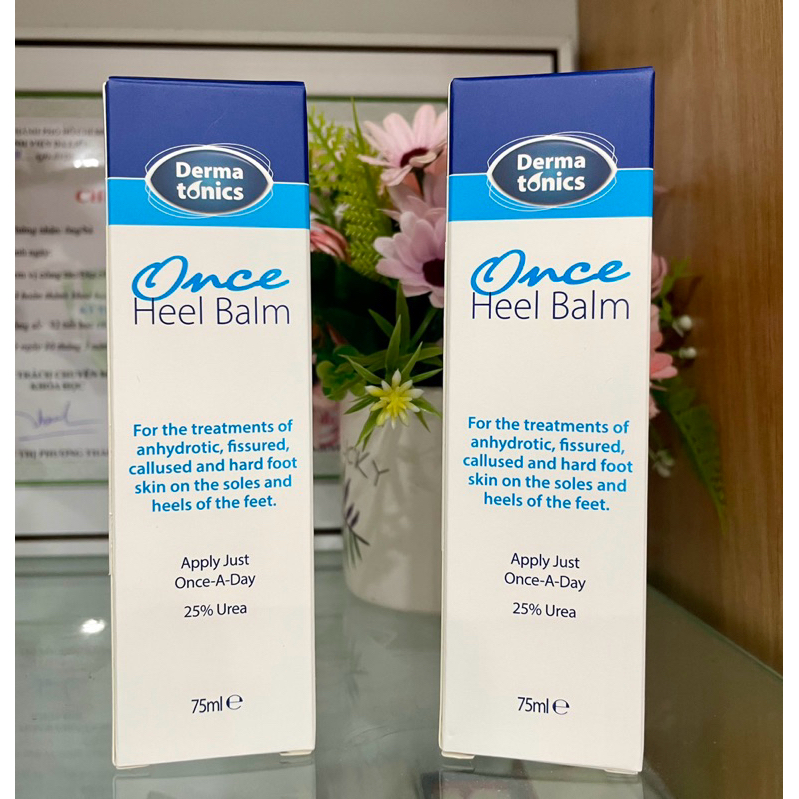 Derma
tonics
Once
Heel Balm
For the treatments of
anhydrotic, fissured,
callused and hard foot
skin on the soles and
heels of the feet.
Apply Just
Once-A-Day
25% Urea
75ml ℮
Derma
tonics
Once
Heel Balm
For the treatments of
anhydrotic, fissured,
callused and hard foot
skin on the soles and
heels of the feet.
Apply Just
Once-A-Day
25% Urea
75ml ℮
KHÓA HỌC